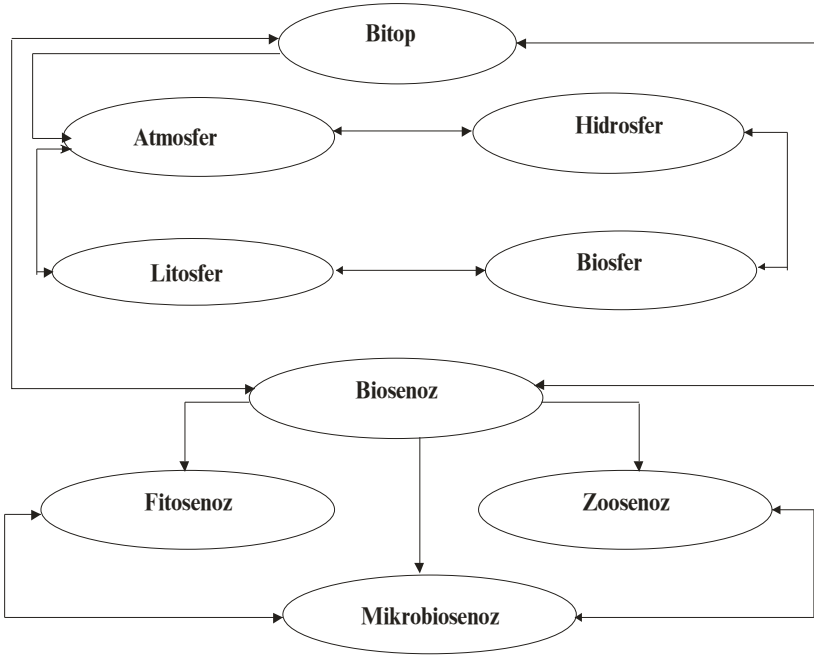 Bitop
Atmosfer
Hidrosfer
Litosfer
Biosfer
Biosenoz
Fitosenoz
Zoosenoz
Mikrobiosenoz